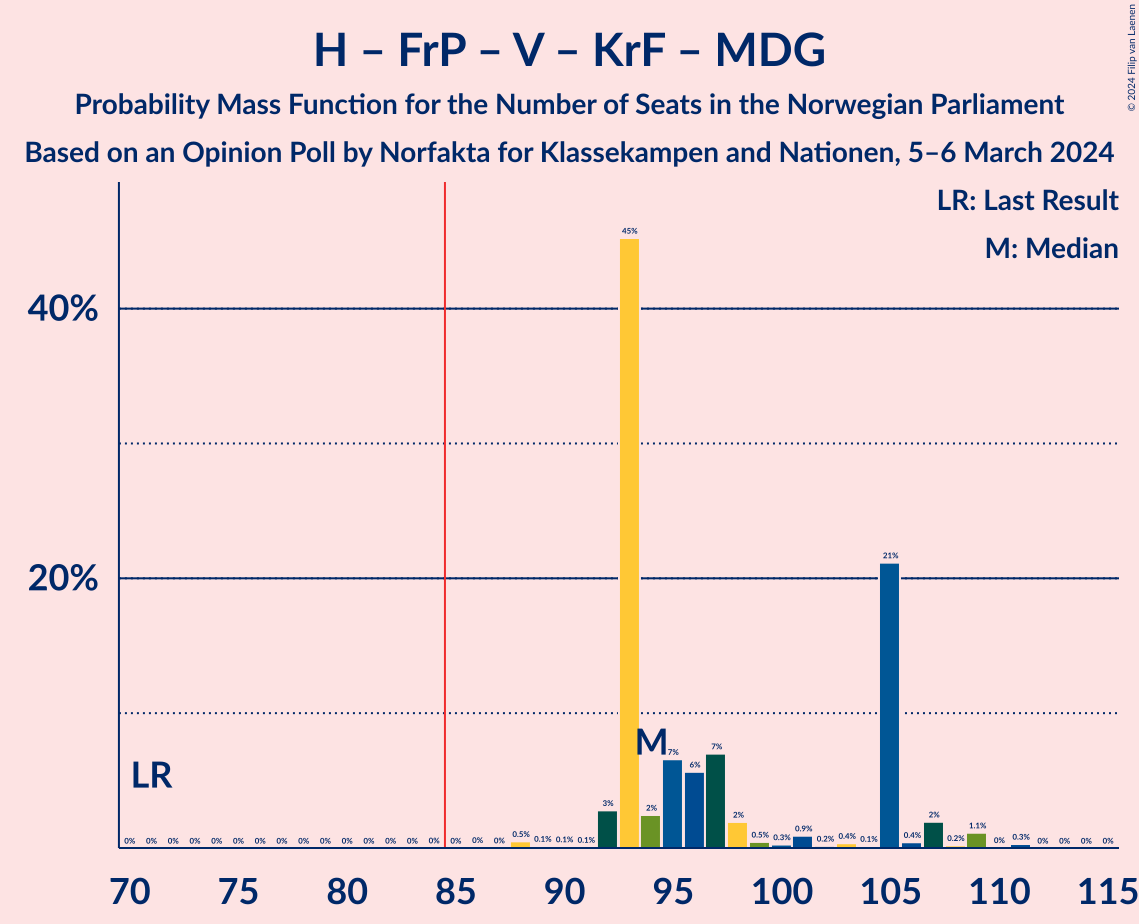 H – FrP – V – KrF – MDG
Probability Mass Function for the Number of Seats in the Norwegian Parliament
Based on an Opinion Poll by Norfakta for Klassekampen and Nationen, 5–6 March 2024
© 2024 Filip van Laenen
LR: Last Result
M: Median
45%
40%
21%
20%
M
7% 6% 7%
LR
3% 2% 2% 2%
0% 0% 0% 0% 0% 0% 0% 0% 0% 0% 0% 0% 0% 0% 0% 0% 0% 0% 0.5% 0.1% 0.1% 0.1% 0.5% 0.3% 0.9% 0.2% 0.4% 0.1% 0.4% 0.2% 1.1% 0% 0.3% 0% 0% 0% 0%
70 75 80 85 90 95 100 105 110 115